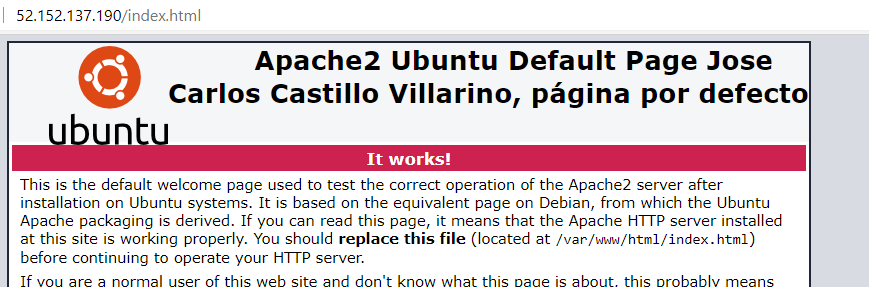 52.152.137.190/index.html
Apache2 Ubuntu Default Page Jose
Carlos Castillo Villarino, página por defecto
ubuntu
It works!
This is the default welcome page used to test the correct operation of the Apache2 server after
installation on Ubuntu systems. It is based on the equivalent page on Debian, from which the Ubuntu
Apache packaging is derived. If you can read this page, it means that the Apache HTTP server installed
at this site is working properly. You should replace this file (located at /var/www/html/index.html)
before continuing to operate your HTTP server.
If you are a normal user of this web site and don't know what this page is about, this probably means